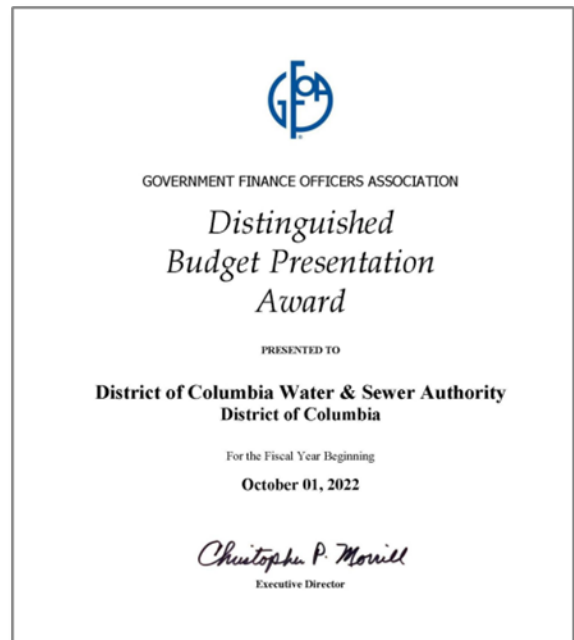 GFOA
GOVERNMENT FINANCE OFFICERS ASSOCIATION
Distinguished
Budget Presentation
Award
PRESENTED TO
District of Columbia Water & Sewer Authority
District of Columbia
For the Fiscal Year Beginning
October 01, 2022
Christopher P. Morrill
Executive Director